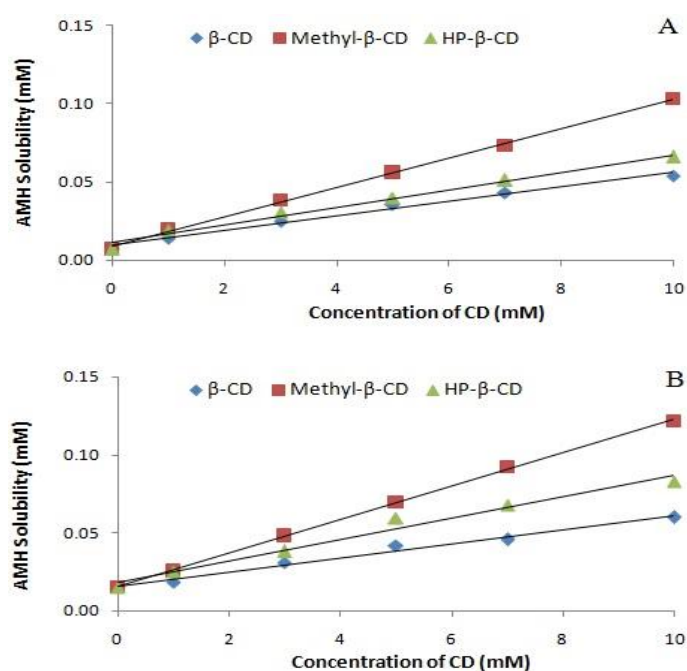 A
0.15
β-CD Methyl-β-CD HP-β-CD
0.10
AMH Solubility (mM)
0.05
0.00
0 2 4 6 8 10
Concentration of CD (mM)
B
0.15
β-CD Methyl-β-CD HP-β-CD
0.10
AMH Solubility (mM)
0.05
0.00
0 2 4 6 8 10
Concentration of CD (mM)